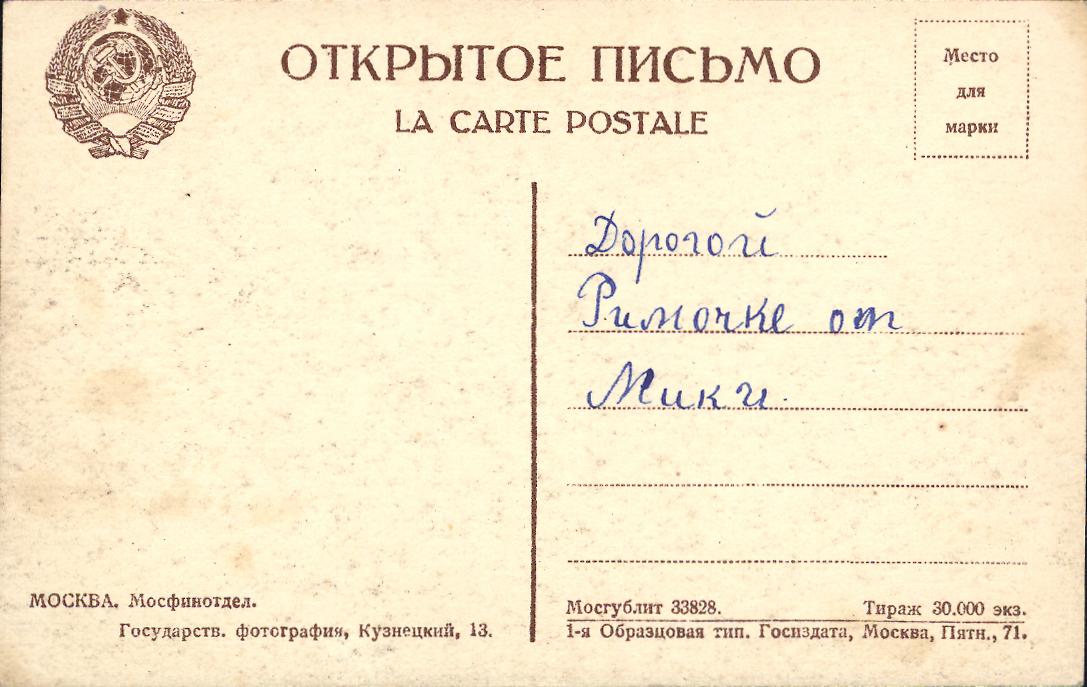 ОТКРЫТОЕ ПИСЬМО
LA CARTE POSTALE
Место
для
марки
Дорогой
Римочке от
Мики.
МОСКВА. Мосфинотдел.
Государств. фотография, Кузнецкий, 13.
Мосгублит 33828. Тираж 30.000 экз.
1-я Образцовая тип. Госиздата, Москва, Пятн., 71.